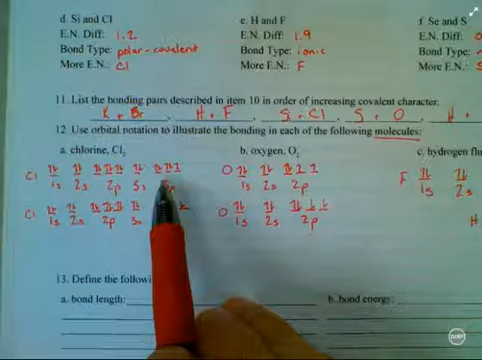 d. Si and Cl e. H and F f Se and S
E.N. Diff: 1.2 E.N. Diff: 1.9 E.N. Diff:
Bond Type: polar-covalent Bond Type: ionic Bond Type:
More E.N.: Cl More E.N.: F More E.N.:
11. List the bonding pairs described in item 10 in order of increasing covalent character.
K + Br, H + F, Si + Cl, S + O, H +
12 Use orbital notation to illustrate the bonding in each of the following molecules:
a. chlorine, Cl2 b. oxygen, O2 c. hydrogen flu
Cl ⇅ ⇅ ⇅ ⇅ ⇅ ⇅ ⇅ ⇅ ↿ O ⇅ ⇅ ⇅ ↿ ↿ F ⇅ ⇅
1s 2s 2p 3s p 1s 2s 2p 1s 2s
Cl ⇅ ⇅ ⇅ ⇅ ⇅ ⇅ O ⇅ ⇅ ⇅ ⇂ ⇂ H
1s 2s 2p 3s 1s 2s 2p
13. Define the followi
a. bond length: b. bond energy: